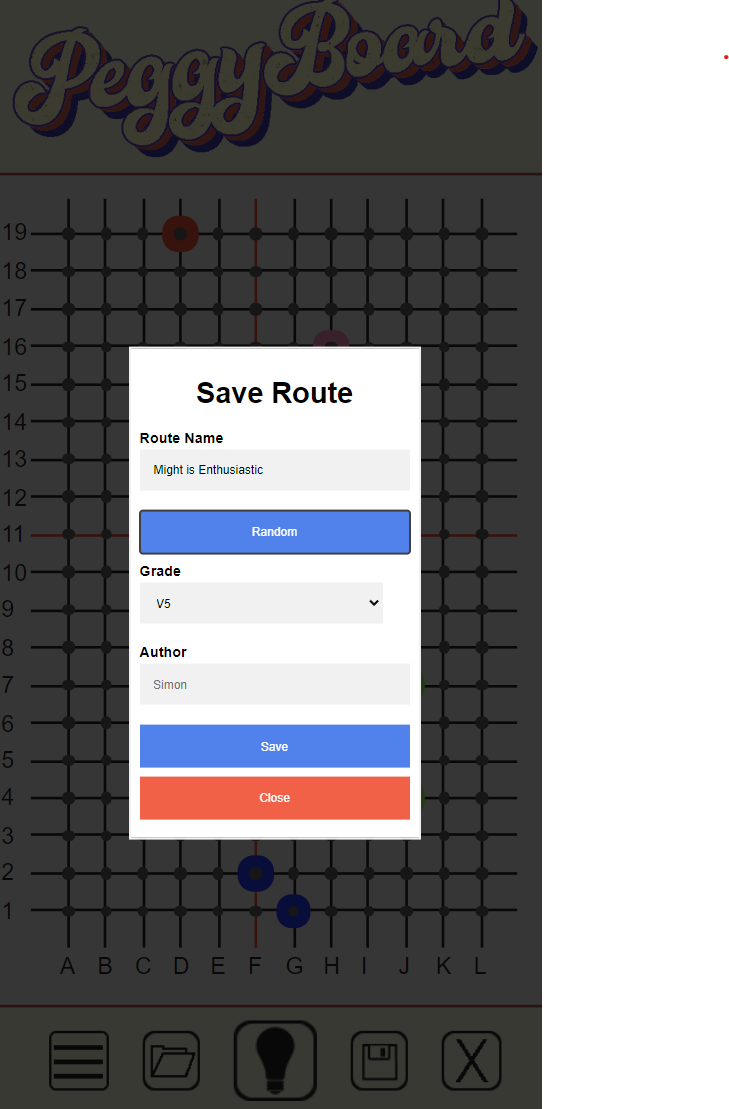 PeggyBoard
19
18
17
16
15
14
13
12
11
10
9
8
7
6
5
4
3
2
1
Save Route
Route Name
Might is Enthusiastic
Random
Grade
V5
Author
Simon
Save
Close
A B C D E F G H I J K L
X